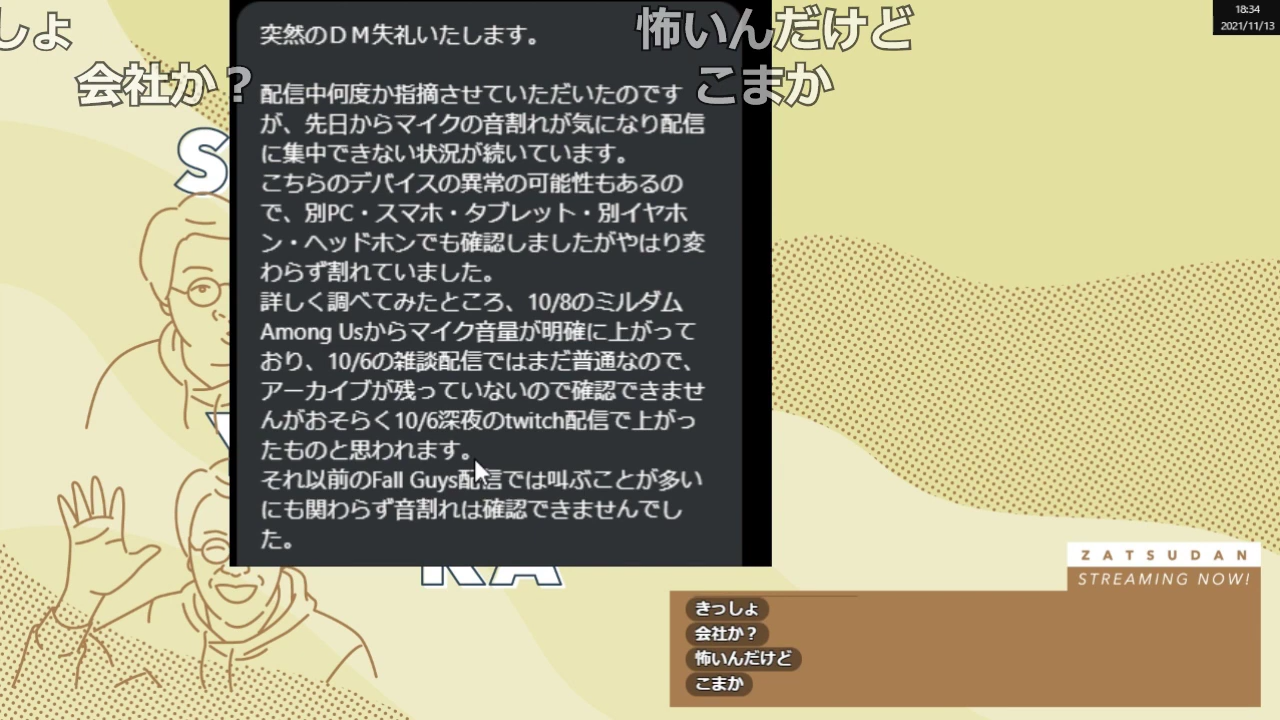 18:34
2021/11/13
しょ
怖いんだけど
会社か？
こまか
突然のＤＭ失礼いたします。
配信中何度か指摘させていただいたのです
が、先日からマイクの音割れが気になり配信
に集中できない状況が続いています。
こちらのデバイスの異常の可能性もあるの
で、別PC・スマホ・タブレット・別イヤホ
ン・ヘッドホンでも確認しましたがやはり変
わらず割れていました。
詳しく調べてみたところ、10/8のミルダム
Among Usからマイク音量が明確に上がって
おり、10/6の雑談配信ではまだ普通なので、
アーカイブが残っていないので確認できませ
んがおそらく10/6深夜のtwitch配信で上がっ
たものと思われます。
それ以前のFall Guys配信では叫ぶことが多い
にも関わらず音割れは確認できませんでし
た。
S
KA
ZATSUDAN
STREAMING NOW!
きっしょ
会社か？
怖いんだけど
こまか